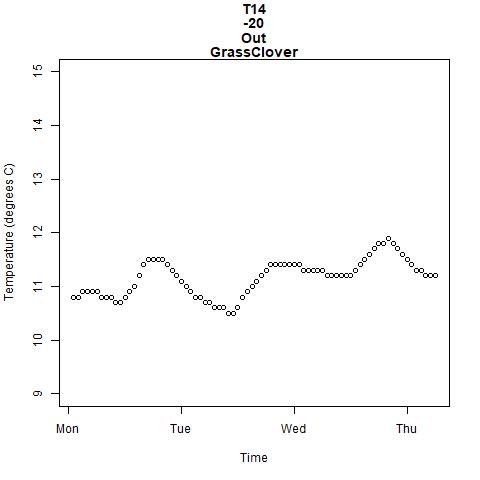 T14
-20
Out
GrassClover
Temperature (degrees C)
15
14
13
12
11
10
9
Mon Tue Wed Thu
Time